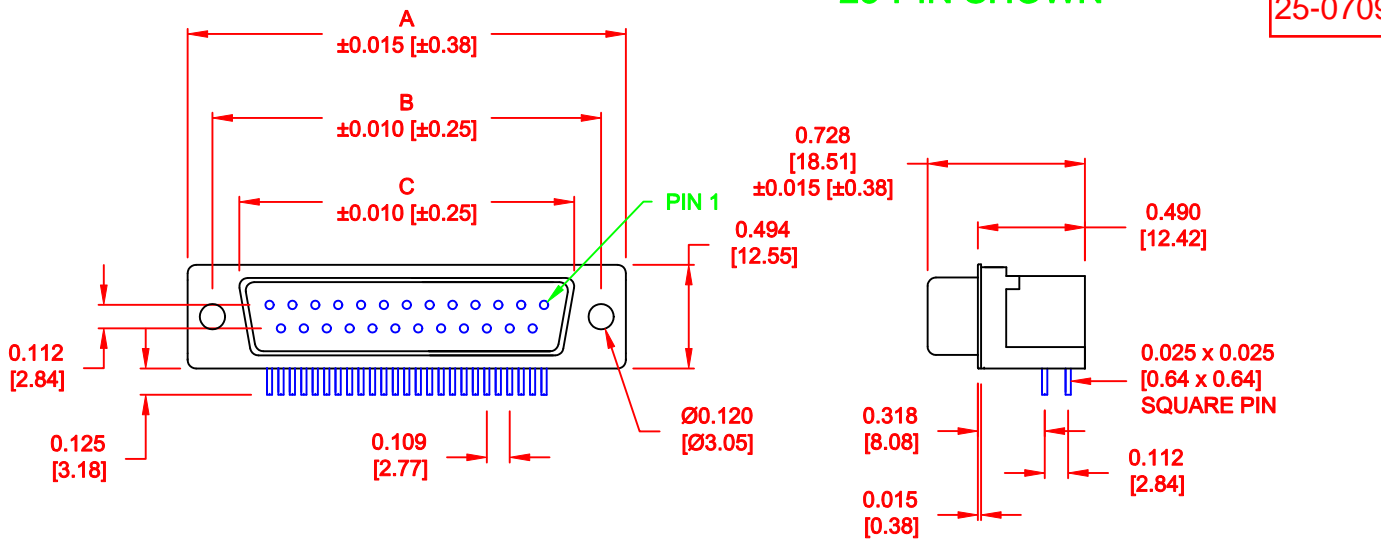 25-0709
A
±0.015 [±0.38]
B
±0.010 [±0.25]
C
±0.010 [±0.25]
PIN 1
0.728
[18.51]
±0.015 [±0.38]
0.494
[12.55]
0.490
[12.42]
0.112
[2.84]
0.125
[3.18]
0.109
[2.77]
Ø0.120
[Ø3.05]
0.318
[8.08]
0.015
[0.38]
0.025 x 0.025
[0.64 x 0.64]
SQUARE PIN
0.112
[2.84]